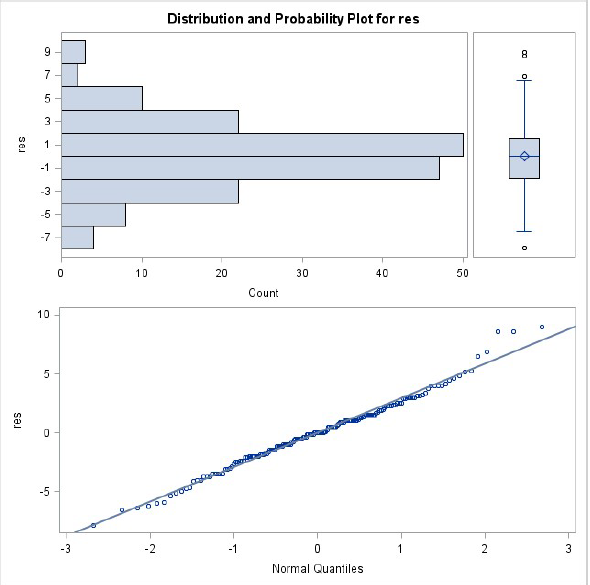 Distribution and Probability Plot for res
9
7
5
3
1
-1
-3
-5
-7
res
0 10 20 30 40 50
Count
10
5
0
-5
res
-3 -2 -1 0 1 2 3
Normal Quantiles